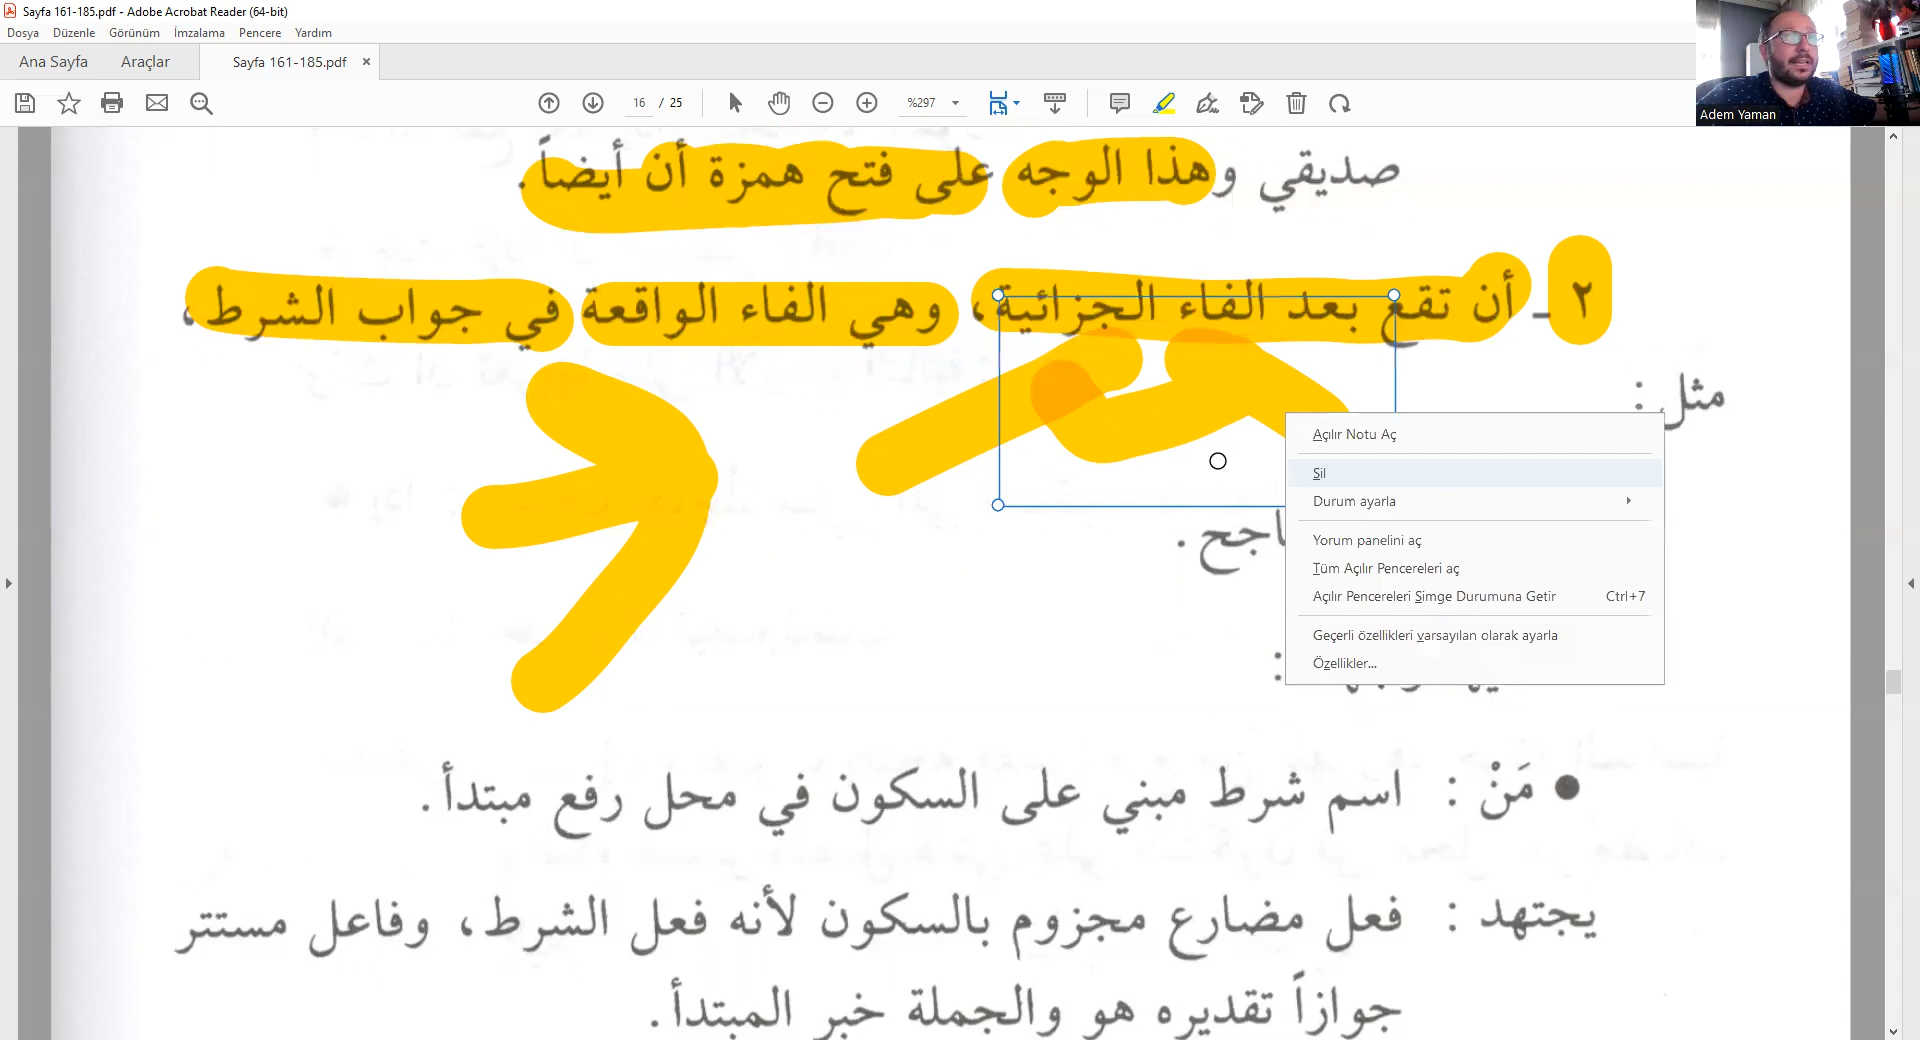 Sayfa 161-185.pdf - Adobe Acrobat Reader (64-bit)
Dosya Düzenle Görünüm İmzalama Pencere Yardım
Ana Sayfa Araçlar Sayfa 161-185.pdf ×
16 / 25 %297
Adem Yaman
صديقي وهذا الوجه على فتح همزة أن أيضاً.
٢ ـ أن تقع بعد الفاء الجزائية، وهي الفاء الواقعة في جواب الشرط،
مثل :
Açılır Notu Aç
Sil
Durum ayarla
Yorum panelini aç
Tüm Açılır Pencereleri aç
Açılır Pencereleri Simge Durumuna Getir Ctrl+7
Geçerli özellikleri varsayılan olarak ayarla
Özellikler...
● مَنْ : اسم شرط مبني على السكون في محل رفع مبتدأ.
يجتهد : فعل مضارع مجزوم بالسكون لأنه فعل الشرط، وفاعل مستتر
جوازاً تقديره هو والجملة خبر المبتدأ.